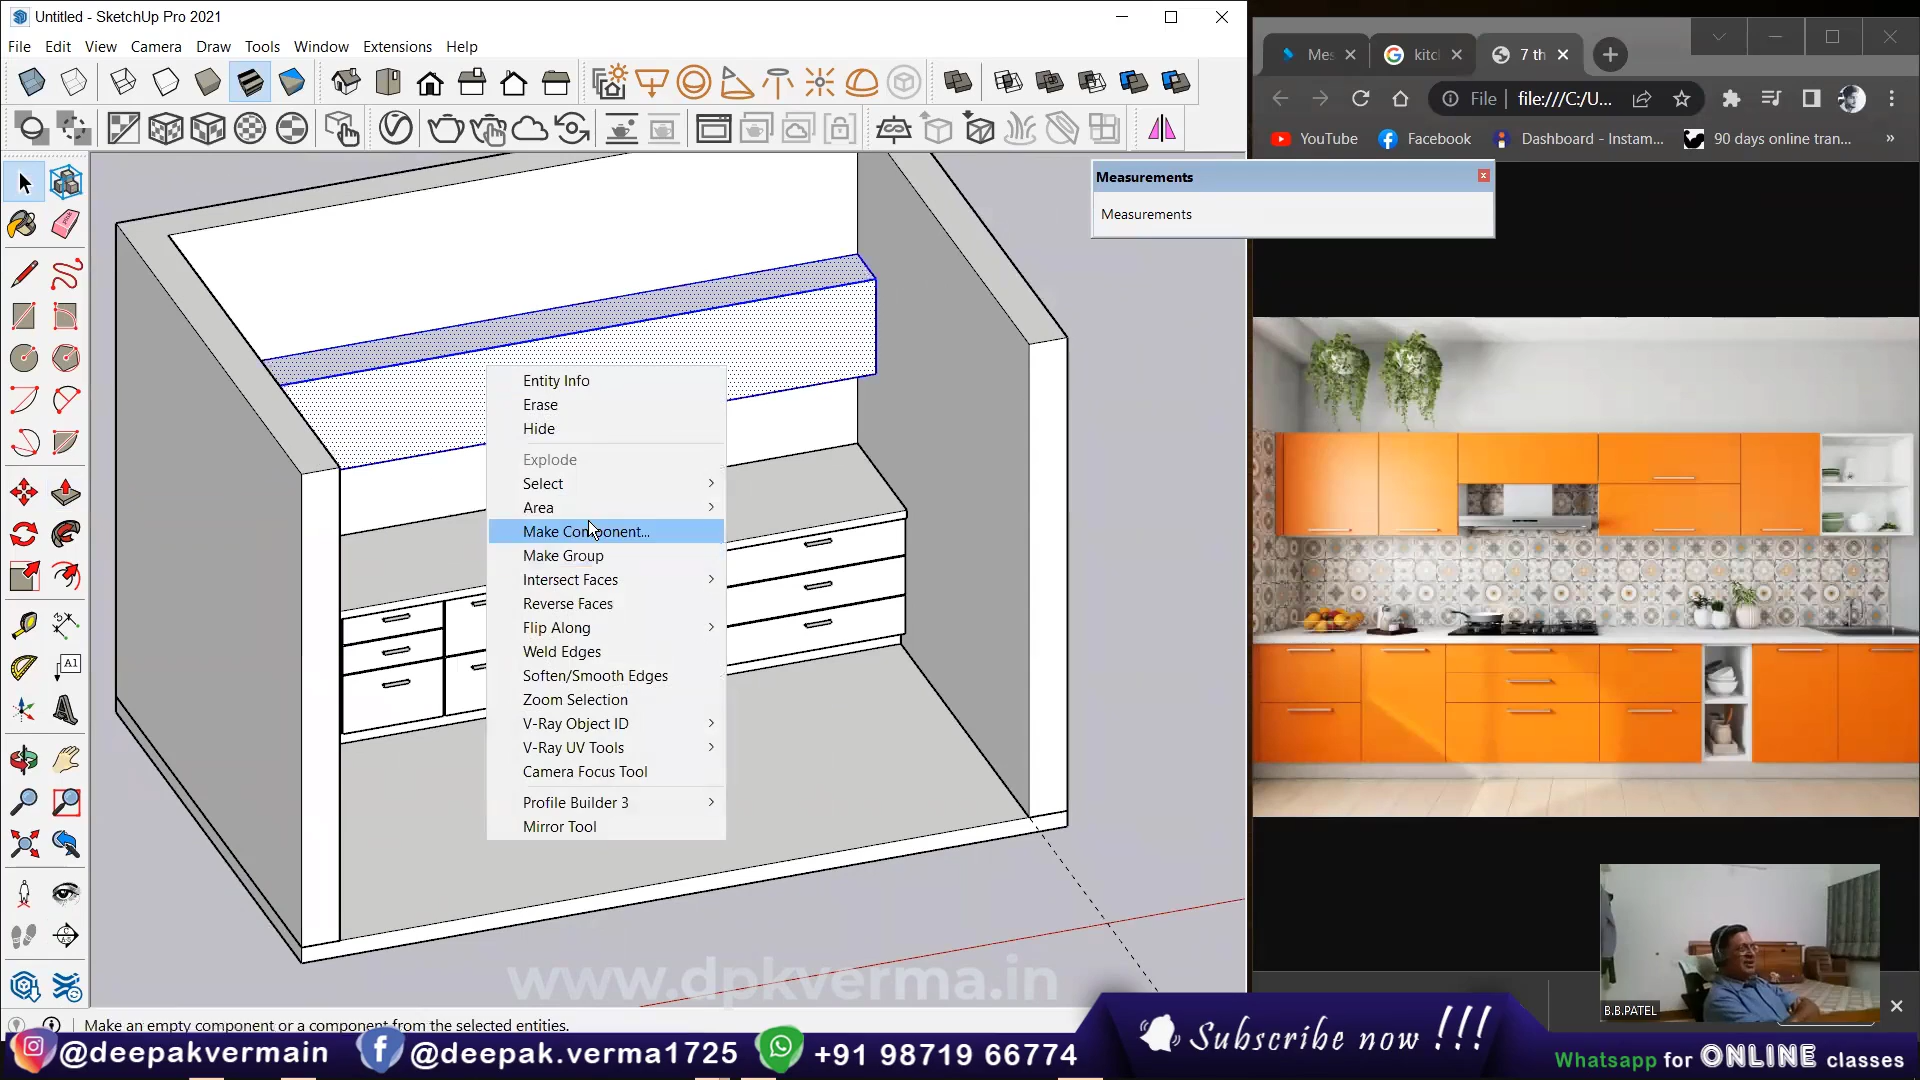 Untitled - SketchUp Pro 2021
File Edit View Camera Draw Tools Window Extensions Help
Mes
kitcl
7 th
File
file:///C:/U...
YouTube
Facebook
Dashboard - Instam...
90 days online tran...
»
Measurements
Measurements
A1
Entity Info
Erase
Hide
Explode
Select
Area
Make Component...
Make Group
Intersect Faces
Reverse Faces
Flip Along
Weld Edges
Soften/Smooth Edges
Zoom Selection
V-Ray Object ID
V-Ray UV Tools
Camera Focus Tool
Profile Builder 3
Mirror Tool
www.dpkverma.in
B.B.PATEL
Make an empty component or a component from the selected entities.
@deepakvermain
@deepak.verma1725
+91 98719 66774
Subscribe now !!!
Whatsapp for ONLINE classes